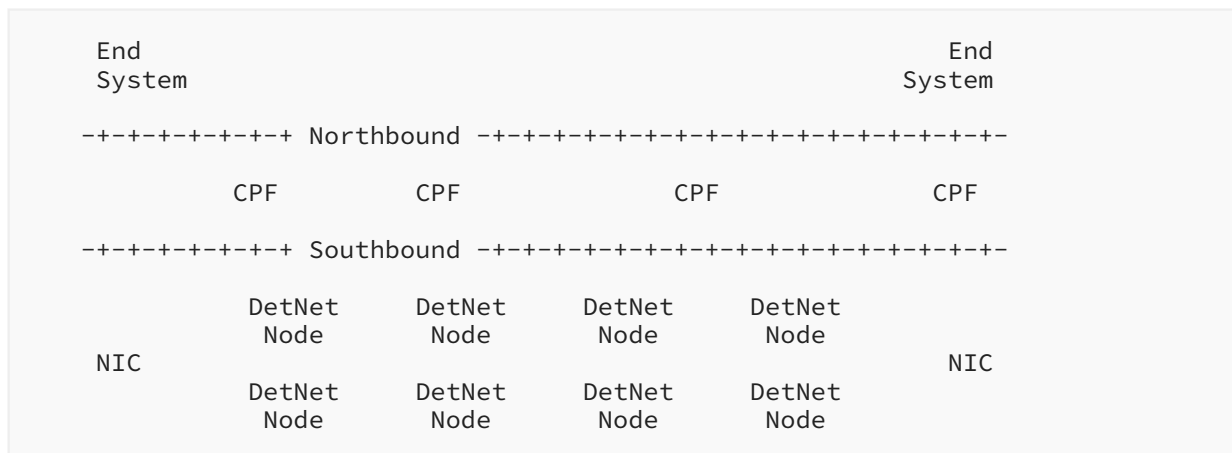 End                                                     End
System                                               System
-+-+-+-+-+-+-+ Northbound -+-+-+-+-+-+-+-+-+-+-+-+-+-+-+-+-+-
CPF         CPF              CPF              CPF
-+-+-+-+-+-+-+ Southbound -+-+-+-+-+-+-+-+-+-+-+-+-+-+-+-+-+-
DetNet     DetNet     DetNet     DetNet
Node       Node       Node       Node
NIC                                                     NIC
DetNet     DetNet     DetNet     DetNet
Node       Node       Node       Node